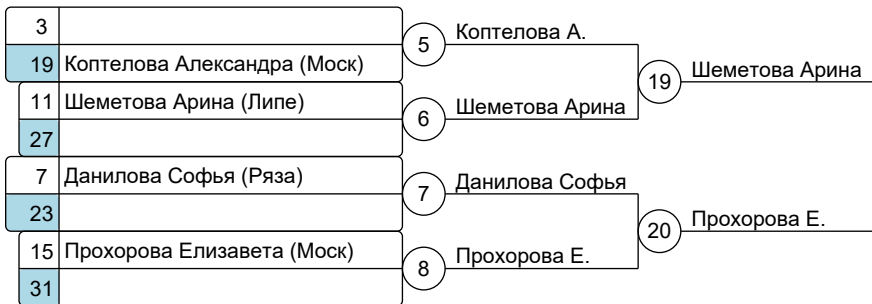 3
5
Коптелова А.
19 Коптелова Александра (Моск)
19
Шеметова Арина
11 Шеметова Арина (Липе)
6
Шеметова Арина
27
7 Данилова Софья (Ряза)
7
Данилова Софья
23
20
Прохорова Е.
15 Прохорова Елизавета (Моск)
8
Прохорова Е.
31